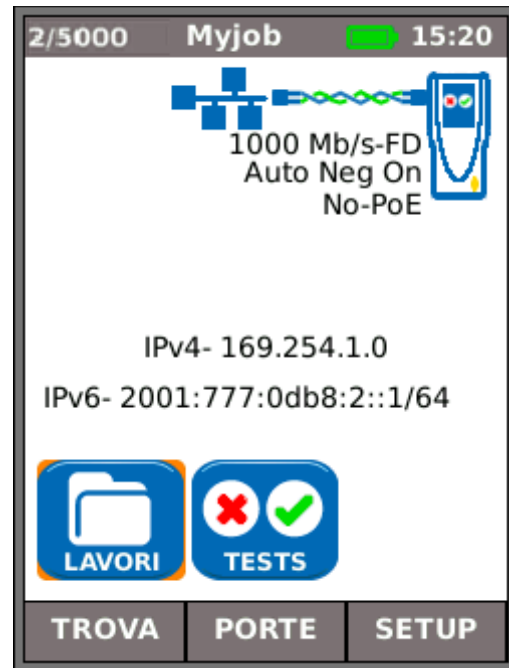 2/5000 Myjob 15:20
1000 Mb/s-FD
Auto Neg On
No-PoE
IPv4- 169.254.1.0
IPv6- 2001:777:0db8:2::1/64
LAVORI TESTS
TROVA PORTE SETUP